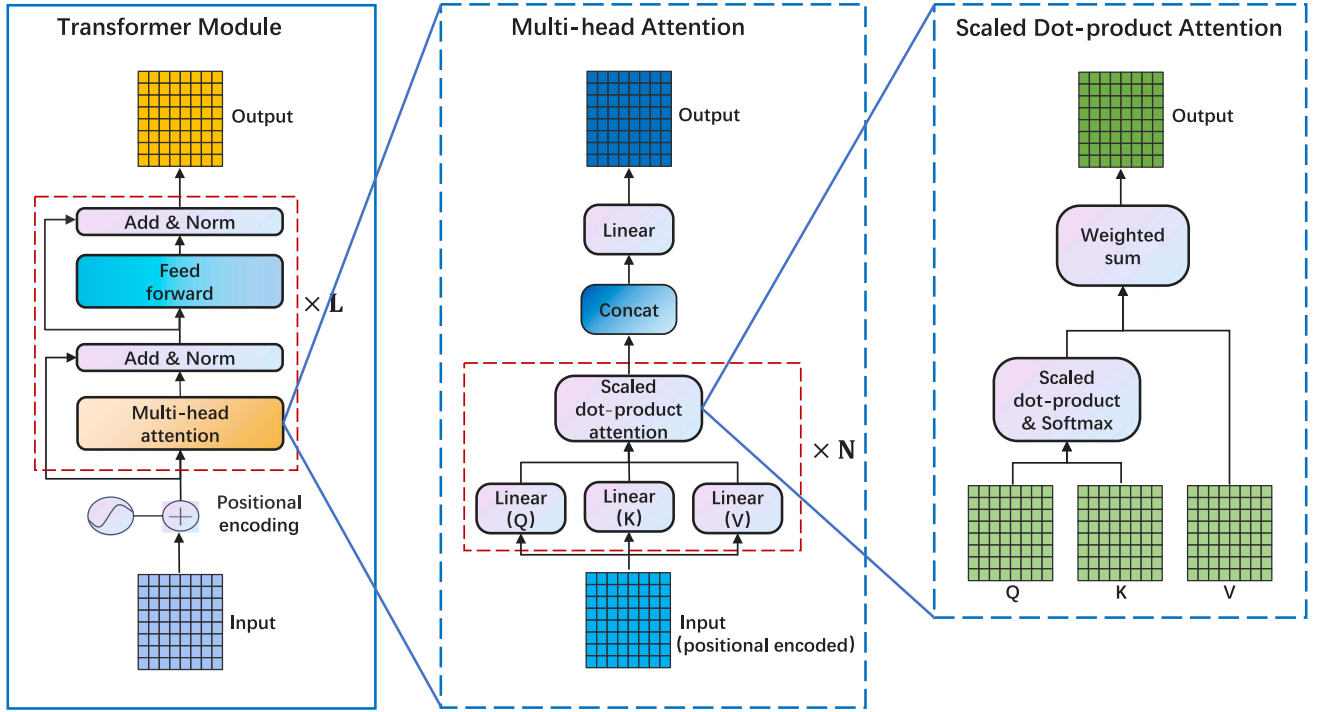 Transformer Module
Output
Add & Norm
Feed
forward
× L
Add & Norm
Multi-head
attention
Positional
encoding
Input
Multi-head Attention
Output
Linear
Concat
Scaled
dot-product
attention
× N
Linear
(Q)
Linear
(K)
Linear
(V)
Input
(positional encoded)
Scaled Dot-product Attention
Output
Weighted
sum
Scaled
dot-product
& Softmax
Q
K
V